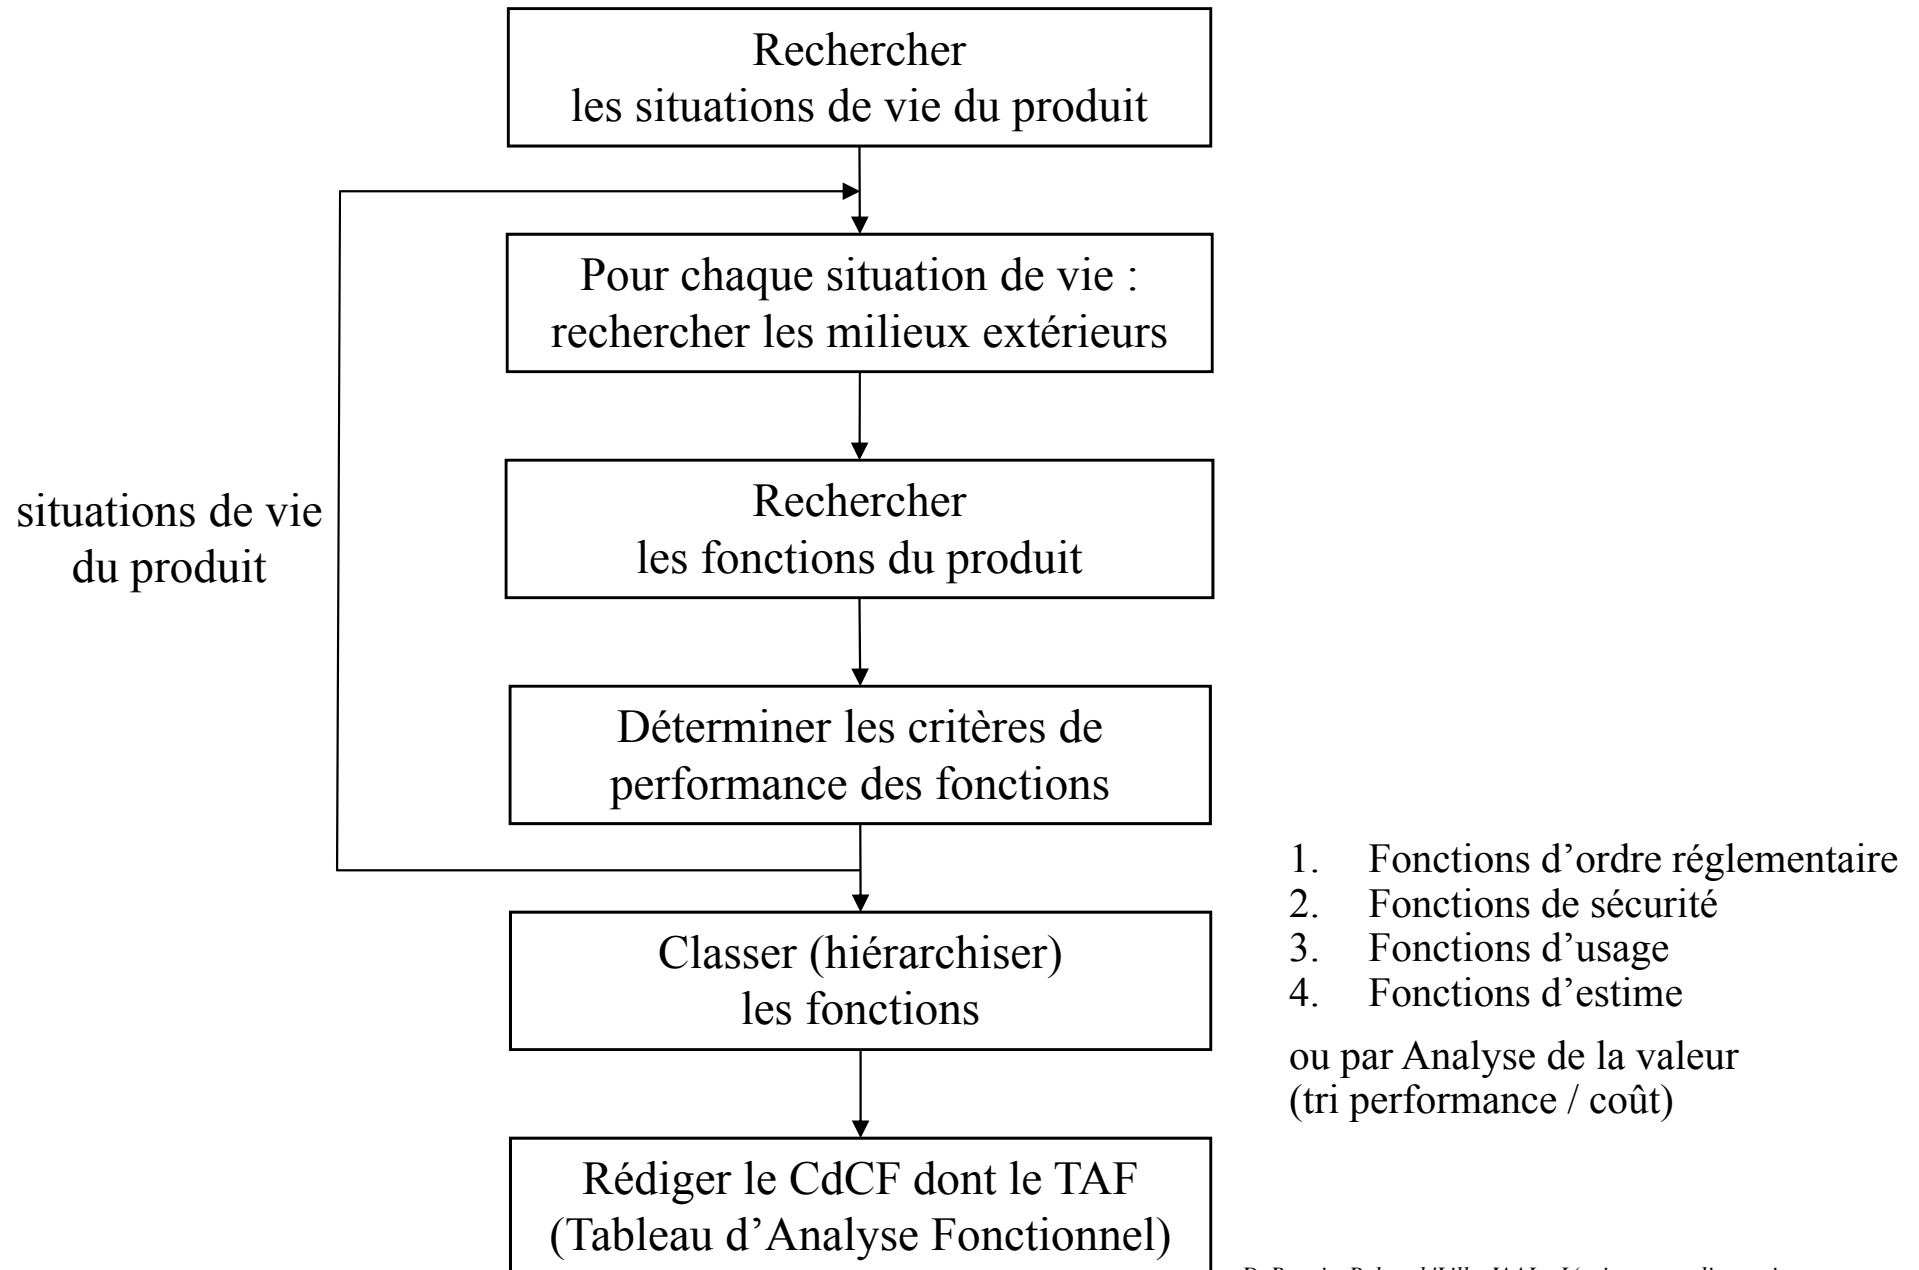 Rechercher
les situations de vie du produit
Pour chaque situation de vie :
rechercher les milieux extérieurs
Rechercher
les fonctions du produit
situations de vie
du produit
Déterminer les critères de
performance des fonctions
Classer (hiérarchiser)
les fonctions
1. Fonctions d’ordre réglementaire
2. Fonctions de sécurité
3. Fonctions d’usage
4. Fonctions d’estime
ou par Analyse de la valeur
(tri performance / coût)
Rédiger le CdCF dont le TAF
(Tableau d’Analyse Fonctionnel)